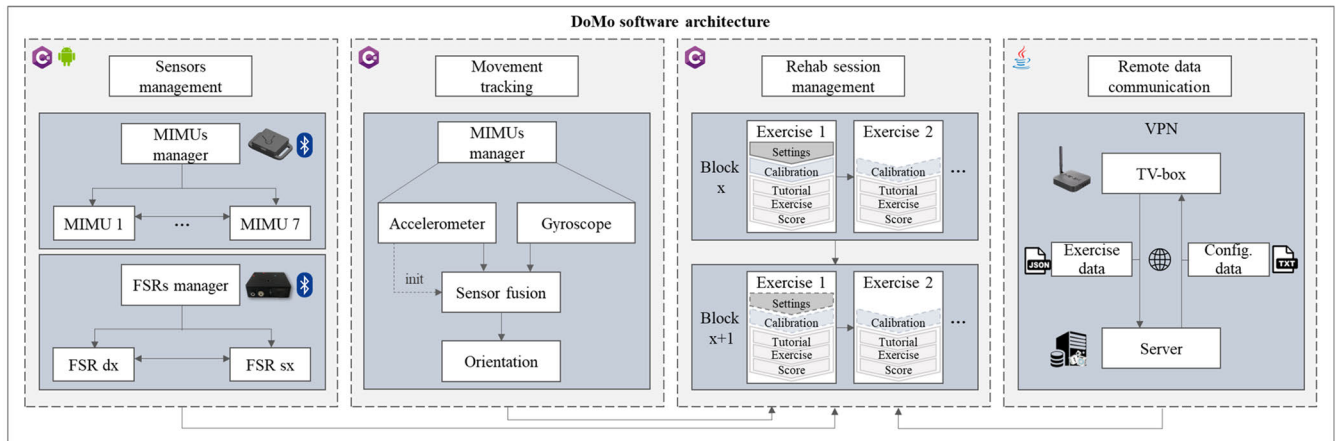 DoMo software architecture
Sensors
management
MIMUs
manager
MIMU 1
...
MIMU 7
FSRs manager
FSR dx
FSR sx
Movement
tracking
MIMUs
manager
Accelerometer
Gyroscope
init
Sensor fusion
Orientation
Rehab session
management
Block
x
Exercise 1
Settings
Calibration
Tutorial
Exercise
Score
Exercise 2
Calibration
Tutorial
Exercise
Score
...
Block
x+1
Exercise 1
Settings
Calibration
Tutorial
Exercise
Score
Exercise 2
Calibration
Tutorial
Exercise
Score
...
Remote data
communication
VPN
TV-box
JSON
Exercise
data
Config.
data
TXT
Server